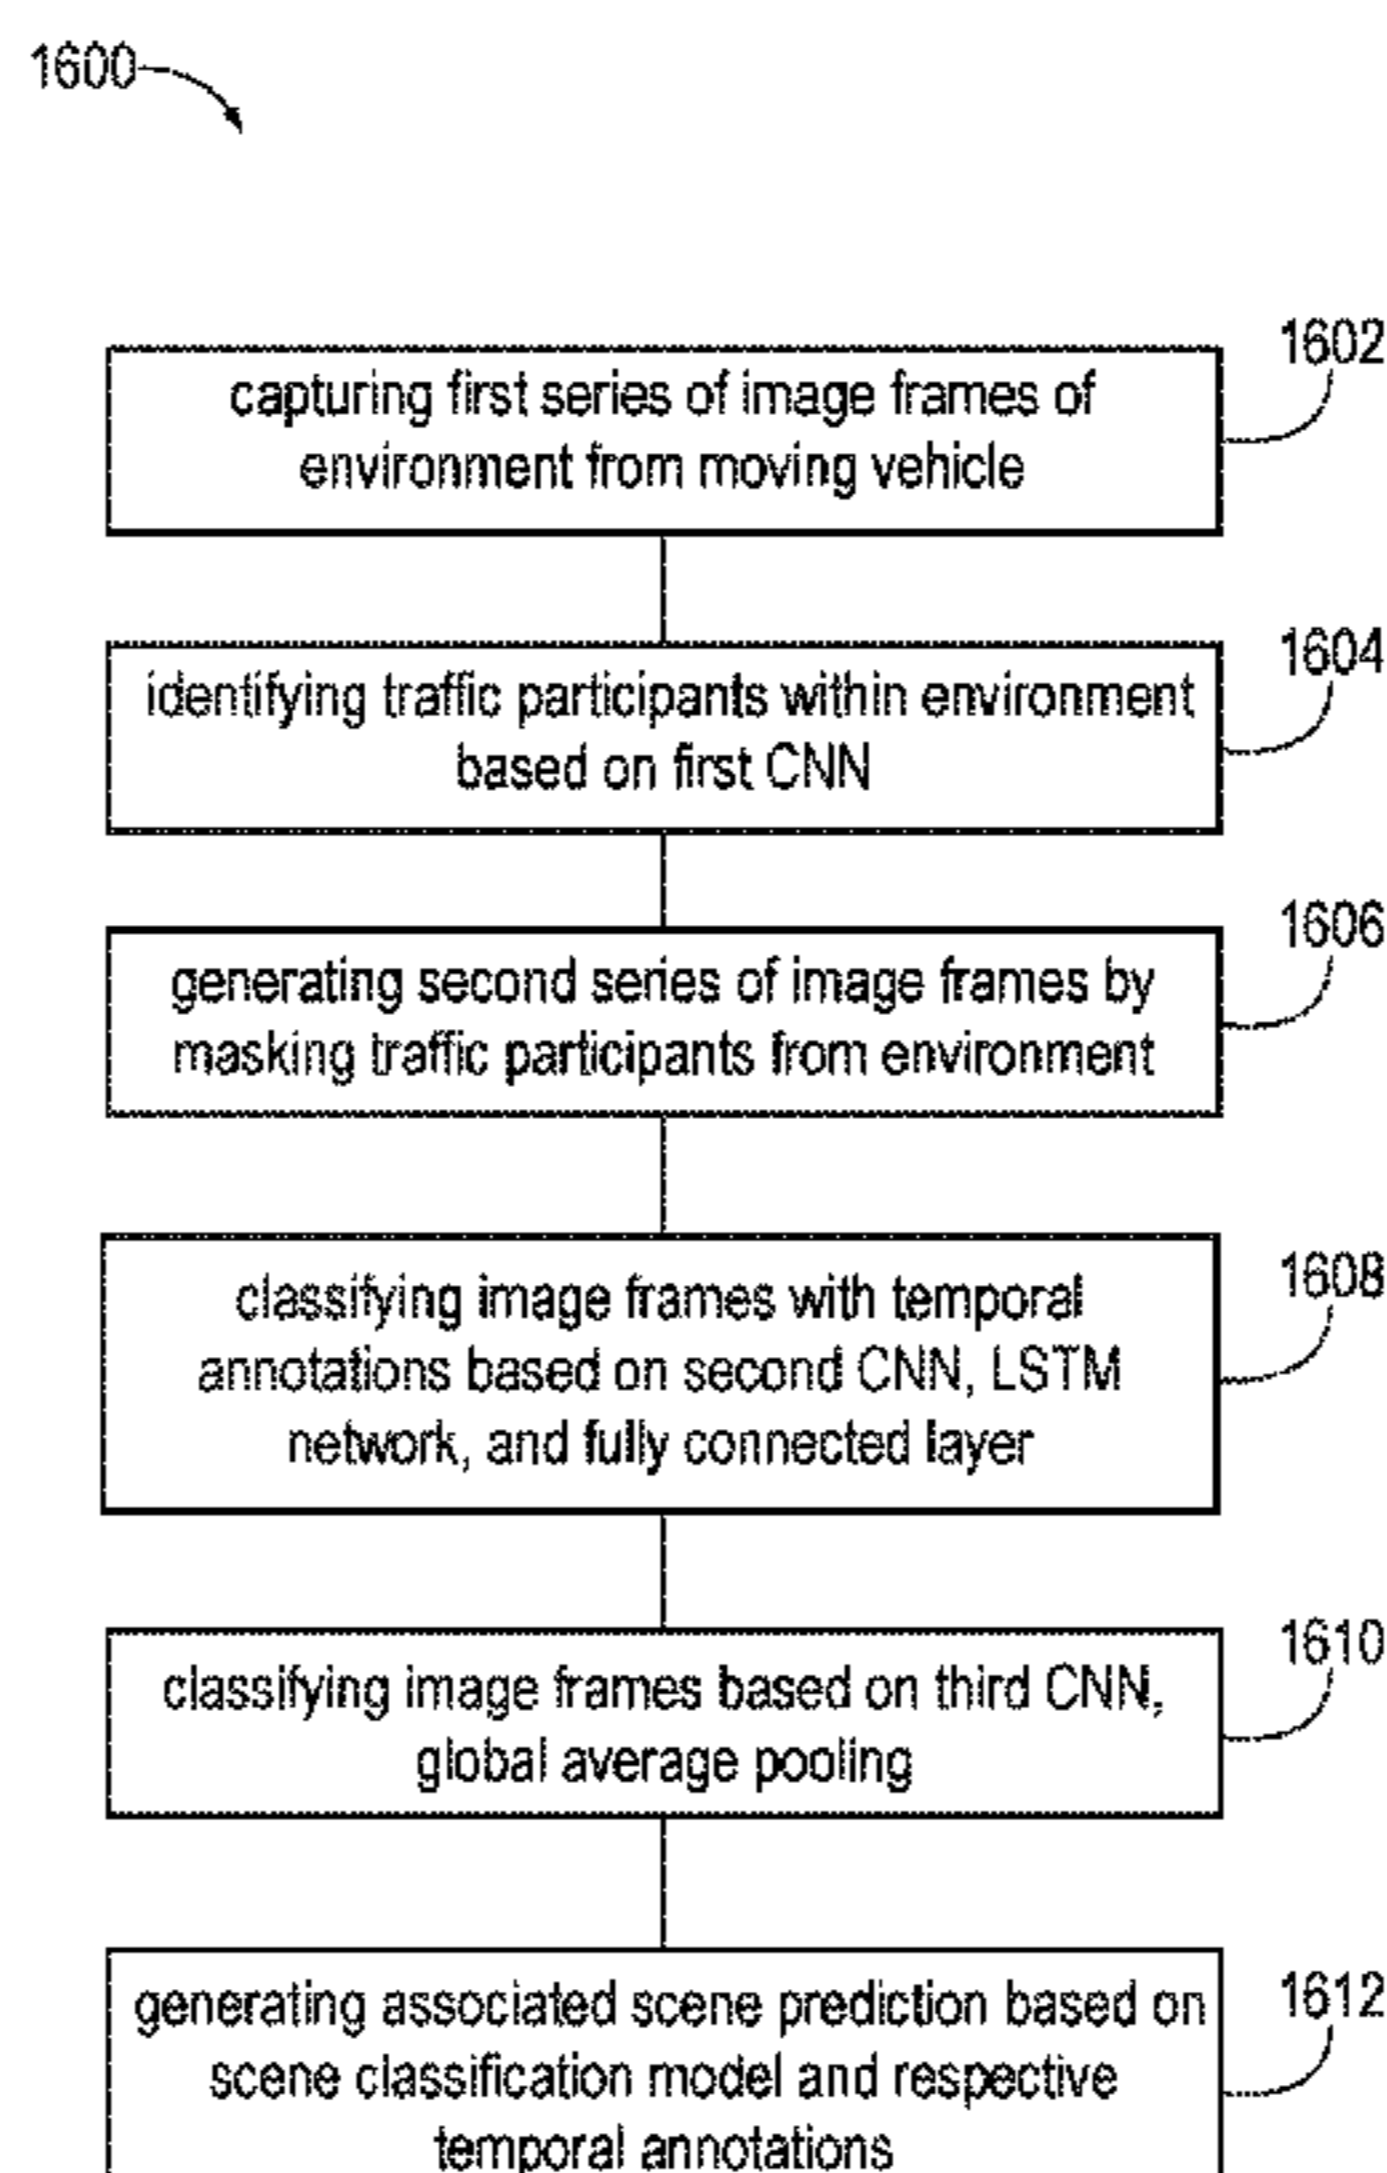 1600
1602
capturing first series of image frames of
environment from moving vehicle
1604
identifying traffic participants within environment
based on first CNN
1606
generating second series of image frames by
masking traffic participants from environment
1608
classifying image frames with temporal
annotations based on second CNN, LSTM
network, and fully connected layer
1610
classifying image frames based on third CNN,
global average pooling
1612
generating associated scene prediction based on
scene classification model and respective
temporal annotations